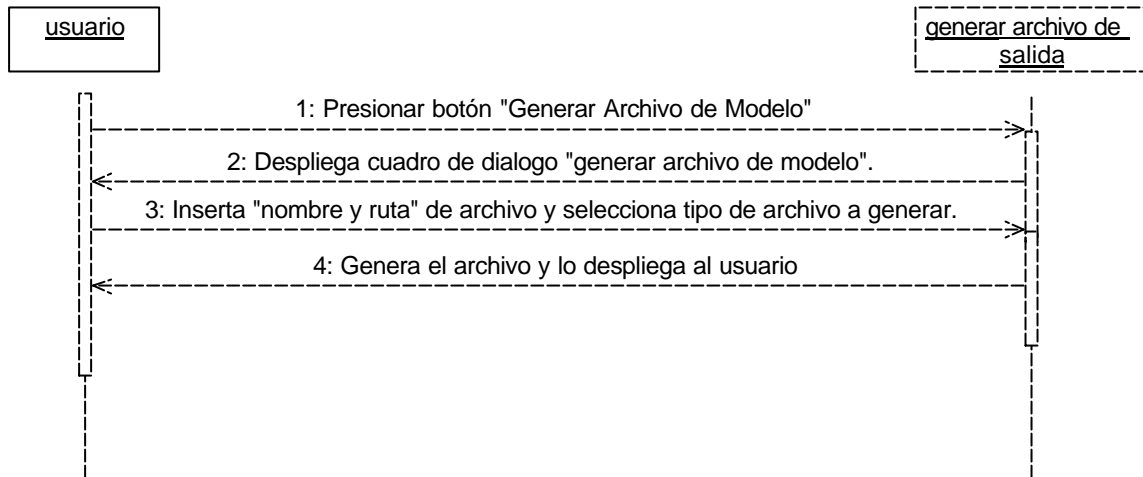 usuario
generar archivo de
salida
1: Presionar botón "Generar Archivo de Modelo"
2: Despliega cuadro de dialogo "generar archivo de modelo".
3: Inserta "nombre y ruta" de archivo y selecciona tipo de archivo a generar.
4: Genera el archivo y lo despliega al usuario